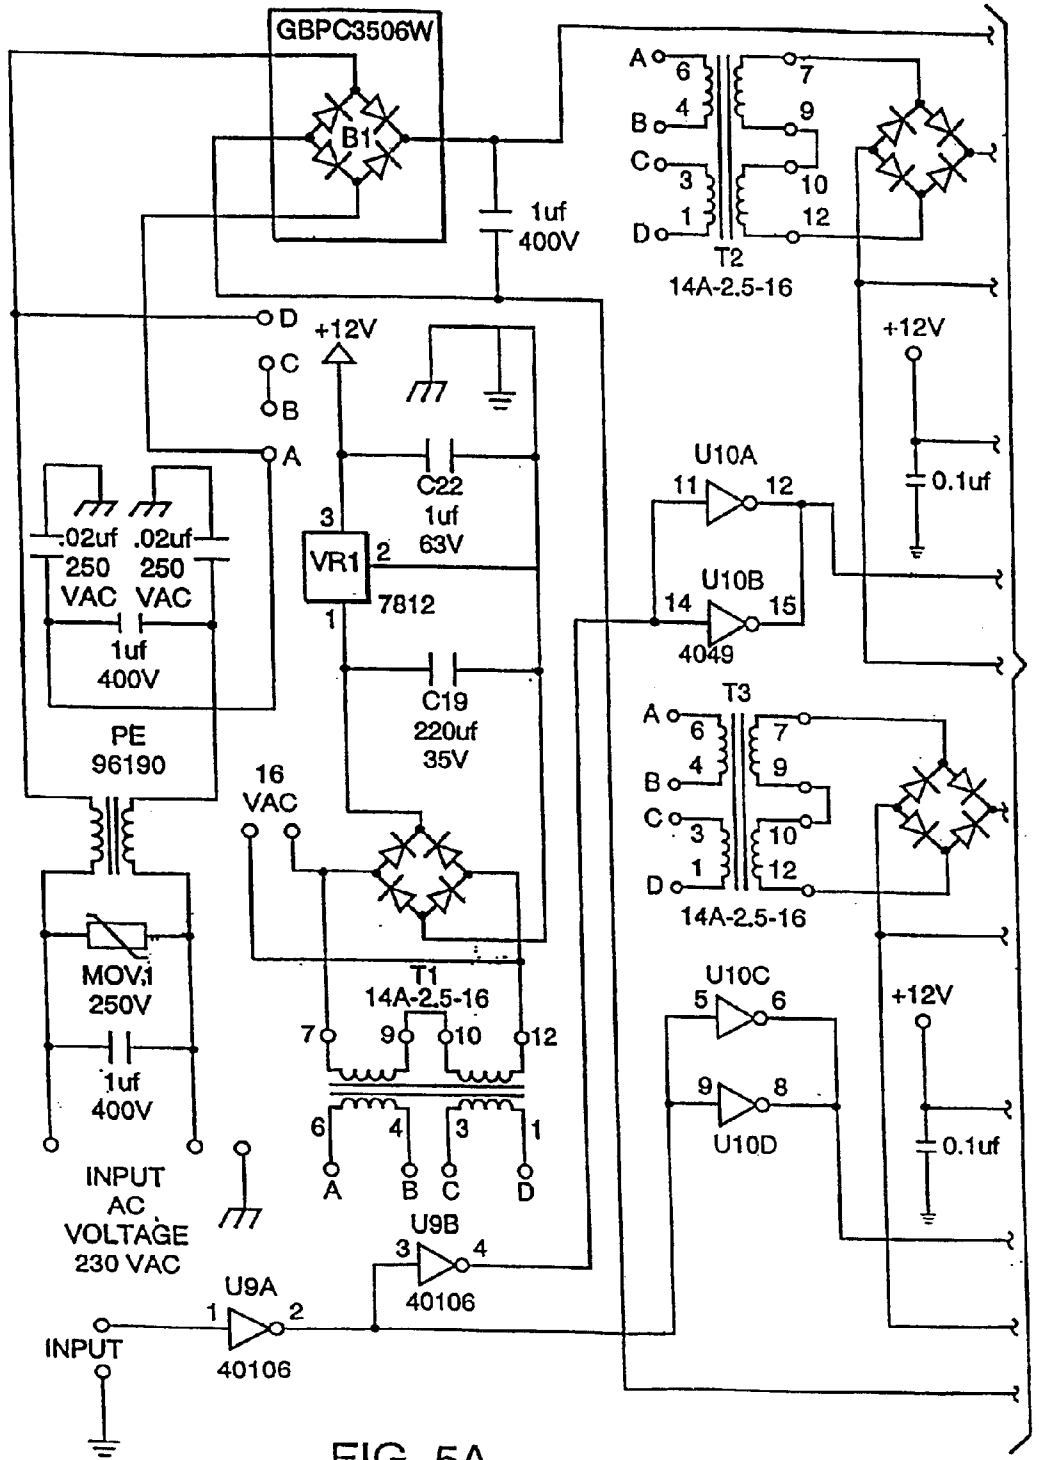 GBPC3506W
B1
1uf
400V
A
6
7
4
9
B
C
3
10
1
12
D
T2
14A-2.5-16
D
C
B
A
+12V
C22
1uf
63V
3
VR1
2
7812
1
C19
220uf
35V
+12V
0.1uf
.02uf
250
VAC
.02uf
250
VAC
1uf
400V
PE
96190
16
VAC
U10A
11
12
U10B
14
15
4049
T3
A
6
7
4
9
B
C
3
10
1
12
D
14A-2.5-16
MOV1
250V
1uf
400V
T1
14A-2.5-16
7
9
10
12
6
4
3
1
A
B
C
D
U10C
5
6
9
8
U10D
+12V
0.1uf
INPUT
AC
VOLTAGE
230 VAC
U9B
3
4
40106
U9A
1
2
40106
INPUT
FIG. 5A